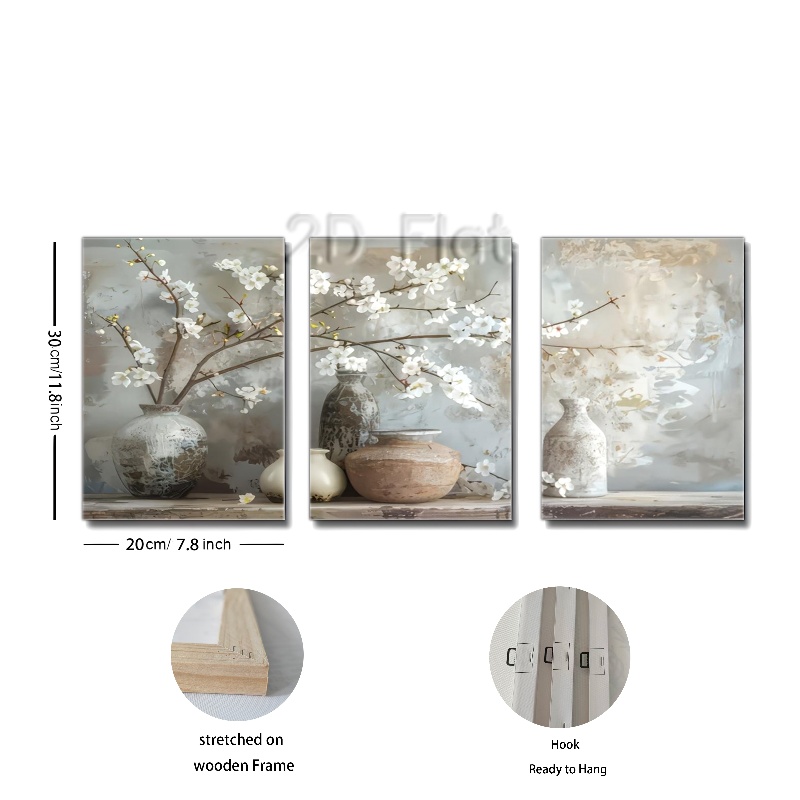 2D Flat
30cm/11.8inch
20cm/ 7.8 inch
stretched on
wooden Frame
Hook
Ready to Hang